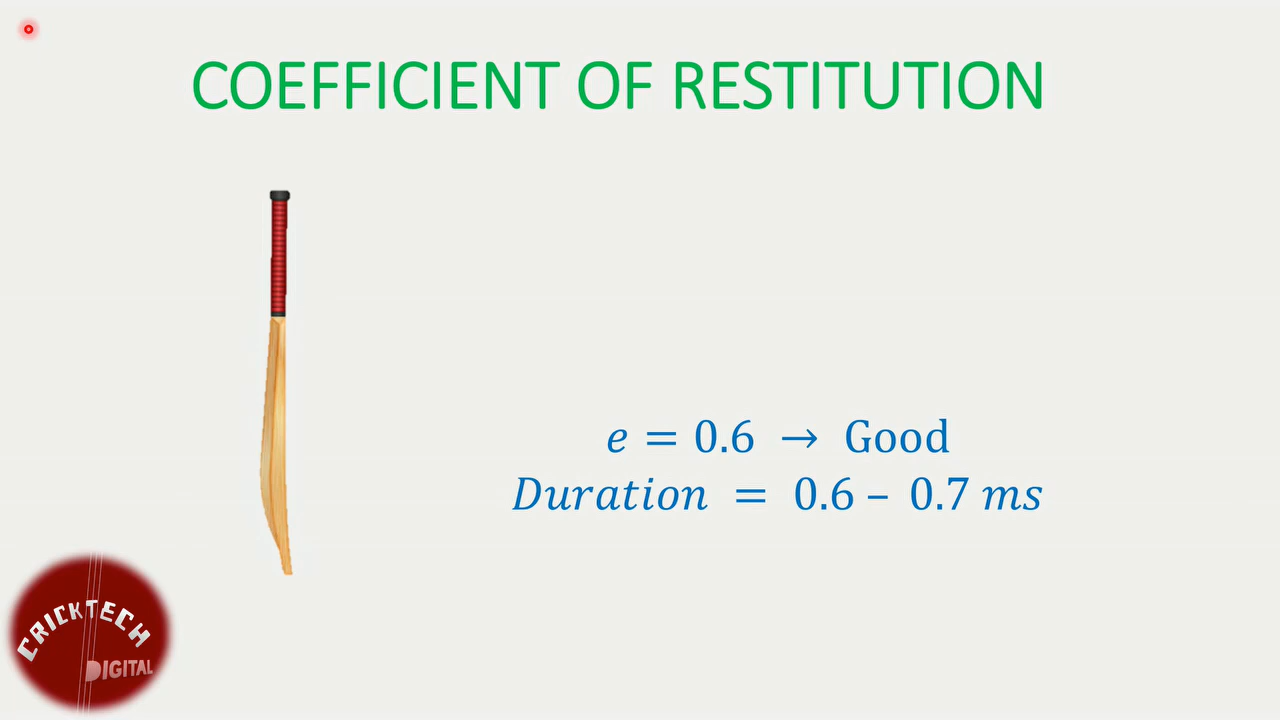 COEFFICIENT OF RESTITUTION
e = 0.6 → Good
Duration = 0.6 – 0.7 ms
CRICKTECH
DIGITAL